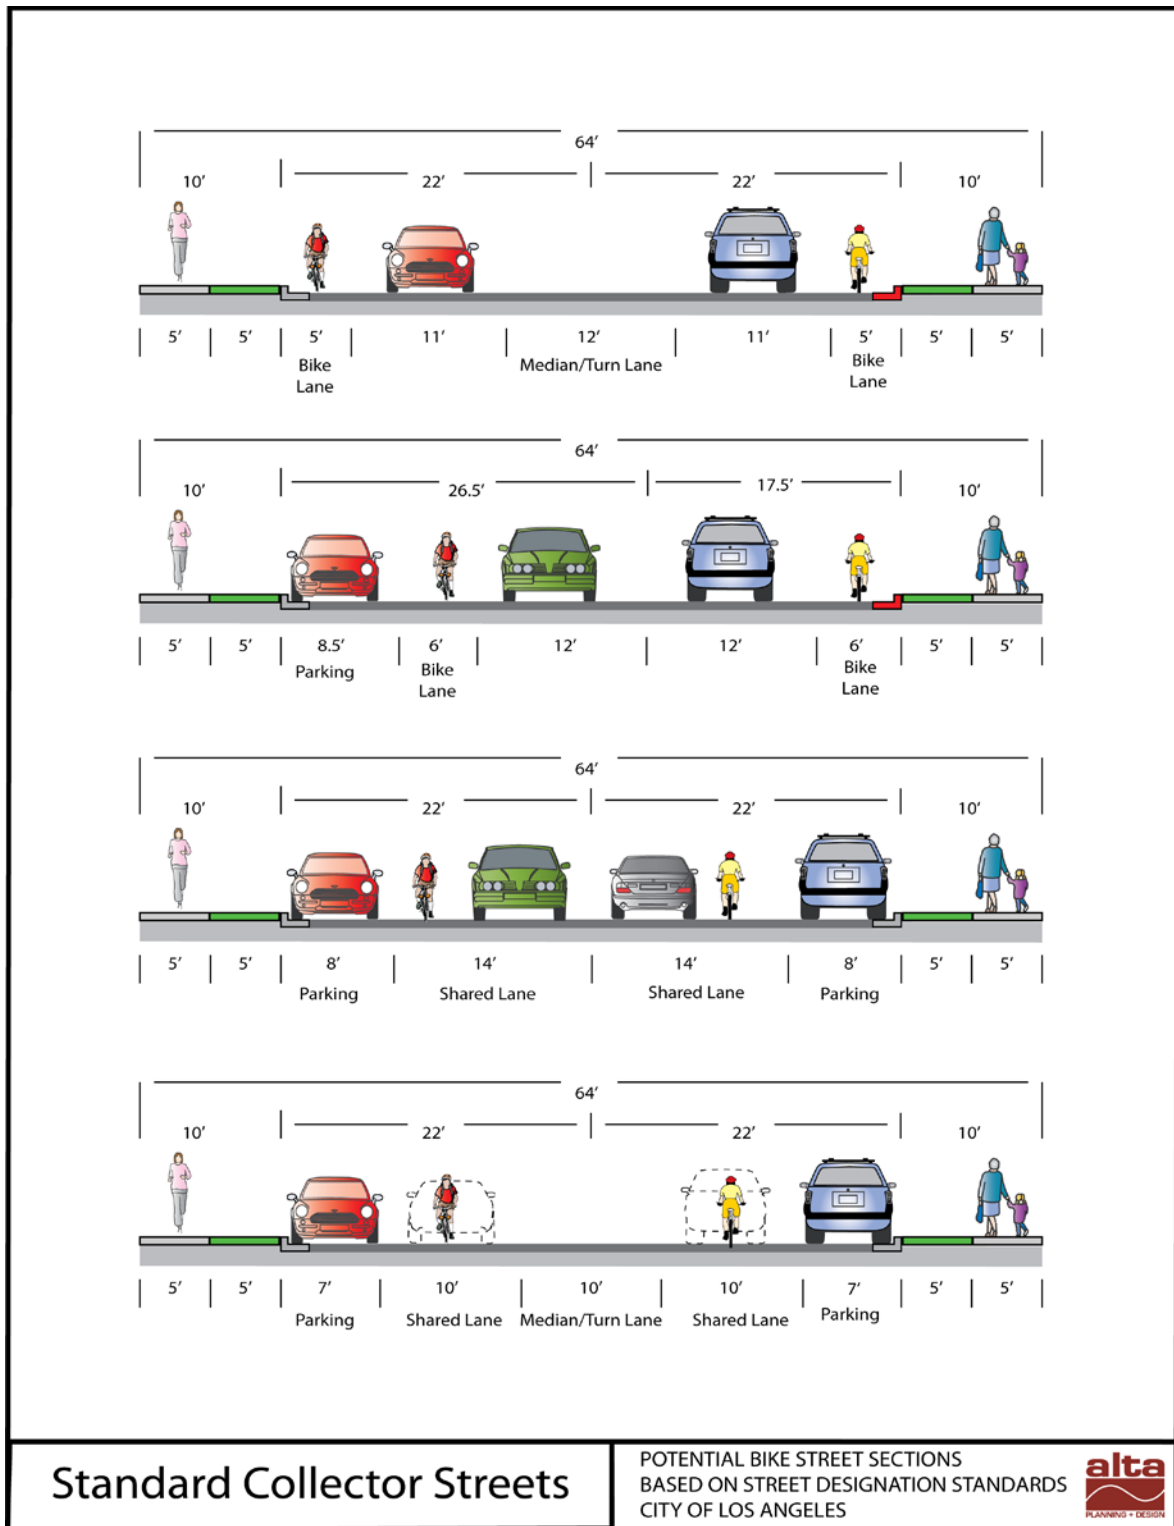 64'
10' 22' 22' 10'
5' 5' 5' 11' 12' 11' 5' 5' 5'
Bike Lane Median/Turn Lane Bike Lane
64'
10' 26.5' 17.5' 10'
5' 5' 8.5' 6' 12' 12' 6' 5' 5'
Parking Bike Lane Bike Lane
64'
10' 22' 22' 10'
5' 5' 8' 14' 14' 8' 5' 5'
Parking Shared Lane Shared Lane Parking
64'
10' 22' 22' 10'
5' 5' 7' 10' 10' 10' 7' 5' 5'
Parking Shared Lane Median/Turn Lane Shared Lane Parking
Standard Collector Streets
POTENTIAL BIKE STREET SECTIONS
BASED ON STREET DESIGNATION STANDARDS
CITY OF LOS ANGELES
alta
PLANNING + DESIGN